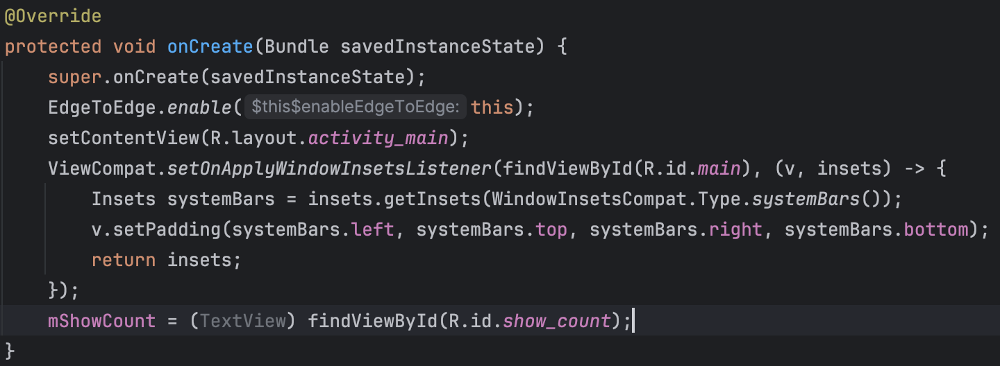 @Override
protected void onCreate(Bundle savedInstanceState) {
    super.onCreate(savedInstanceState);
    EdgeToEdge.enable( $this$enableEdgeToEdge: this);
    setContentView(R.layout.activity_main);
    ViewCompat.setOnApplyWindowInsetsListener(findViewById(R.id.main), (v, insets) -> {
        Insets systemBars = insets.getInsets(WindowInsetsCompat.Type.systemBars());
        v.setPadding(systemBars.left, systemBars.top, systemBars.right, systemBars.bottom);
        return insets;
    });
    mShowCount = (TextView) findViewById(R.id.show_count);
}